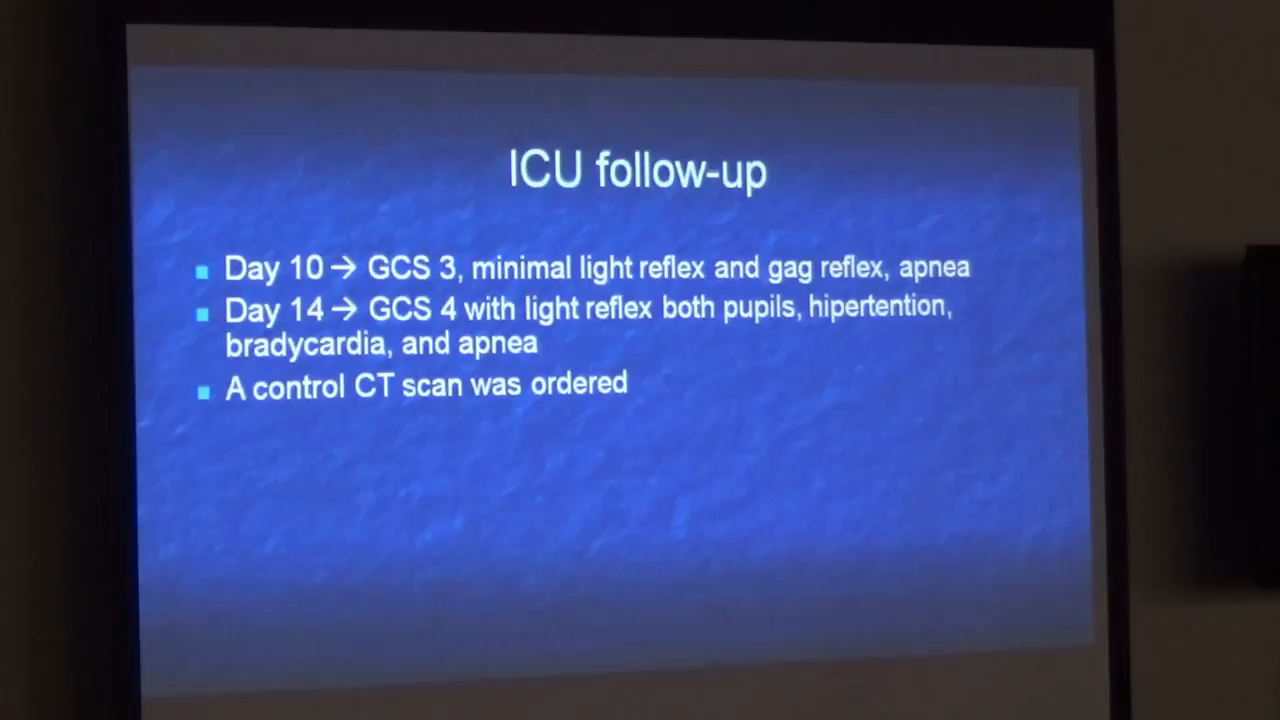 ICU follow-up
Day 10 → GCS 3, minimal light reflex and gag reflex, apnea
Day 14 → GCS 4 with light reflex both pupils, hipertention,
bradycardia, and apnea
A control CT scan was ordered